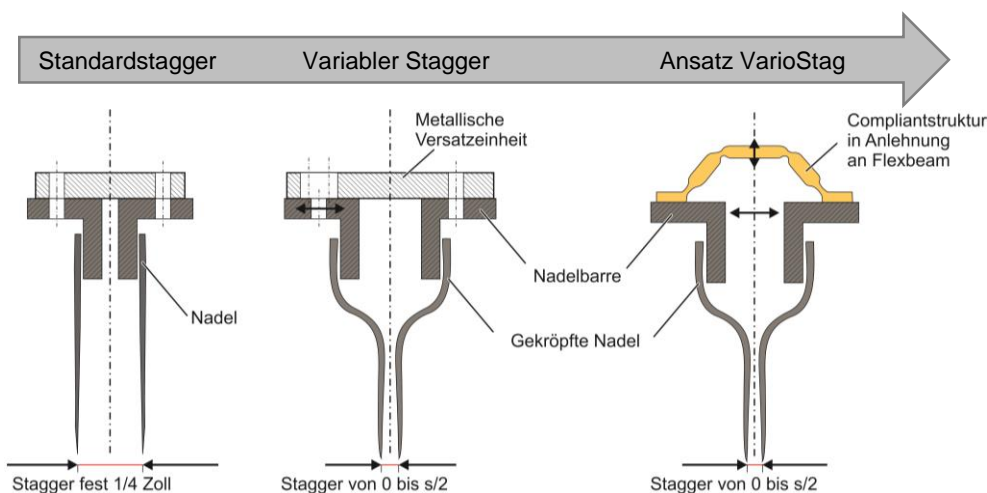 Standardstagger
Variabler Stagger
Ansatz VarioStag
Metallische
Versatzeinheit
Compliantstruktur
in Anlehnung
an Flexbeam
Nadelbarre
Nadel
Gekröpfte Nadel
Stagger fest 1/4 Zoll
Stagger von 0 bis s/2
Stagger von 0 bis s/2